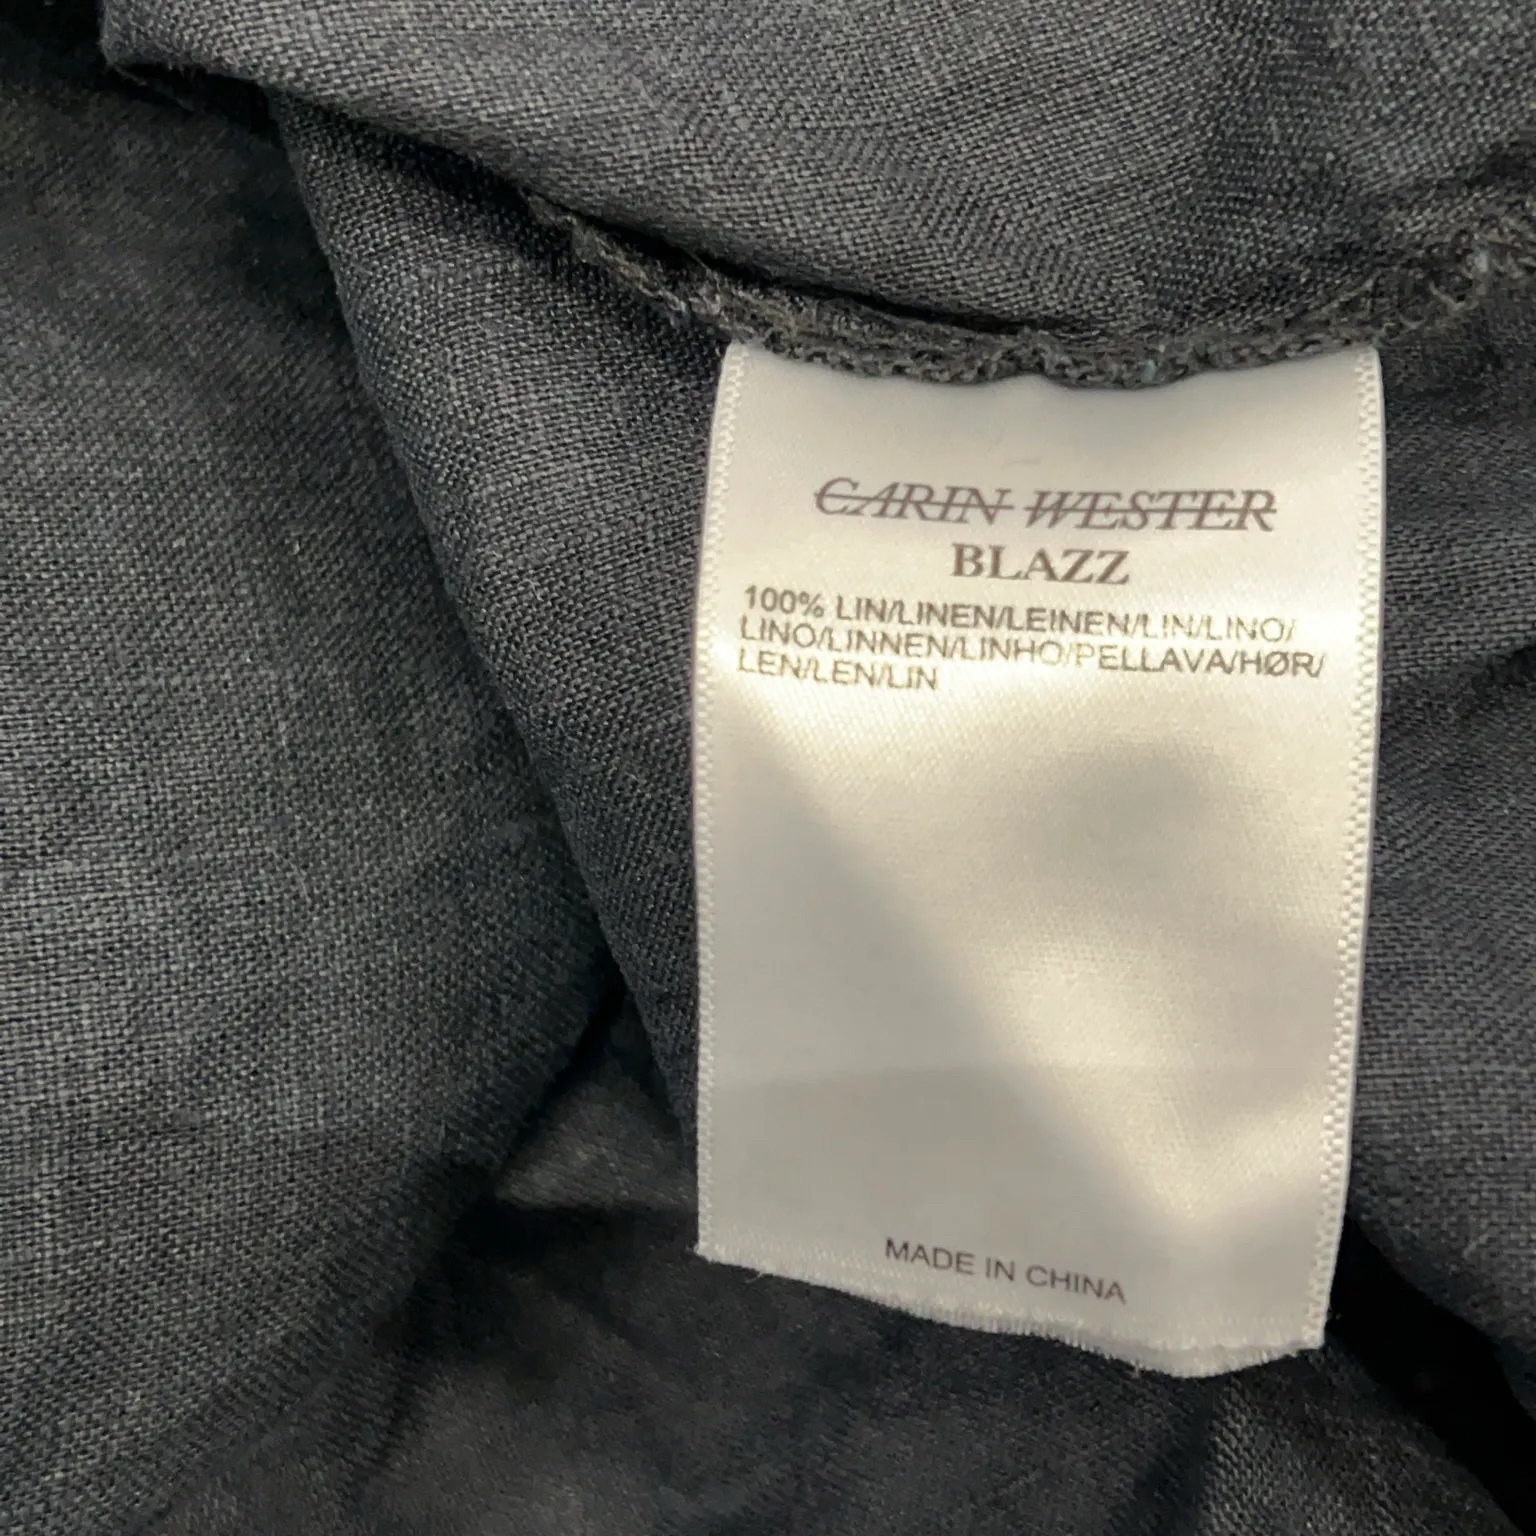 CARIN WESTER
BLAZZ
100% LIN/LINEN/LEINEN/LIN/LINO/
LINO/LINNEN/LINHO/PELLAVA/HØR/
LEN/LEN/LIN
MADE IN CHINA